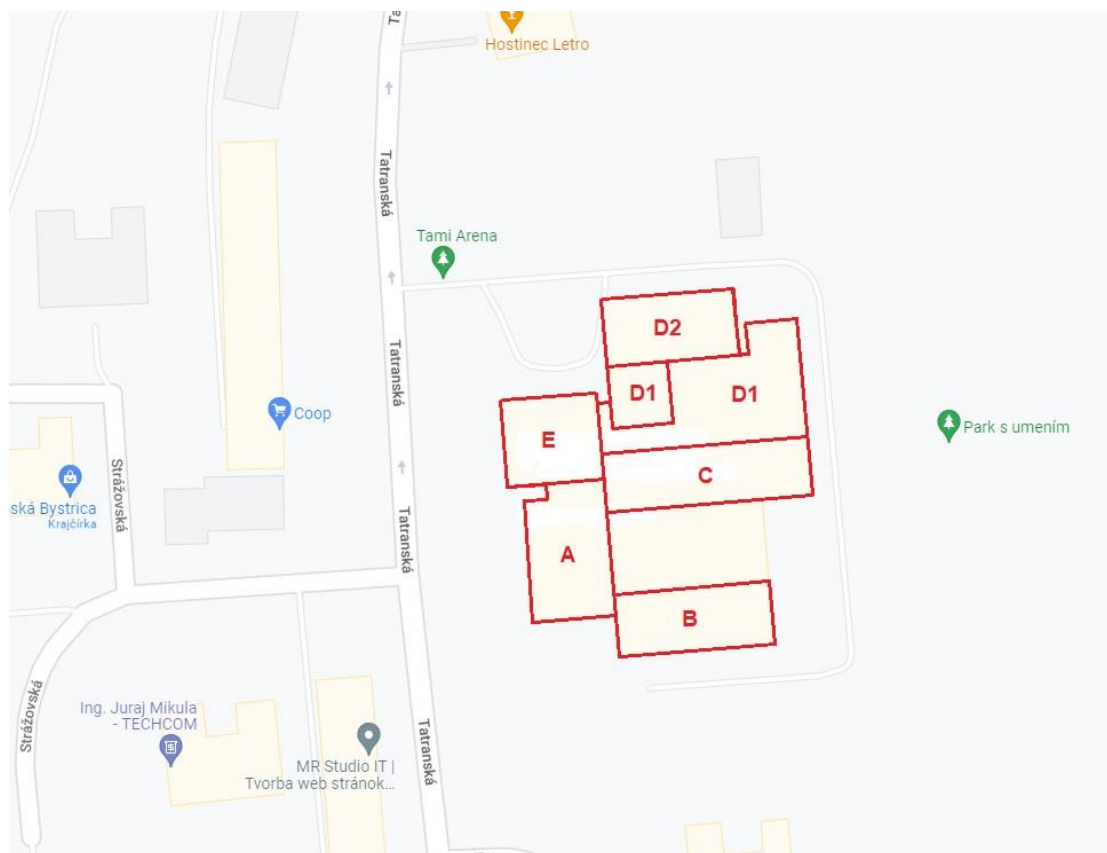 Ta
Hostinec Letro
Tatranská
Tami Arena
D2
Tatranská
D1
D1
Coop
E
Park s umením
Strážovská
ská Bystrica
Krajčírka
C
Tatranská
A
B
Ing. Juraj Mikula
- TECHCOM
Strážovská
Tatranská
MR Studio IT |
Tvorba web stránok...